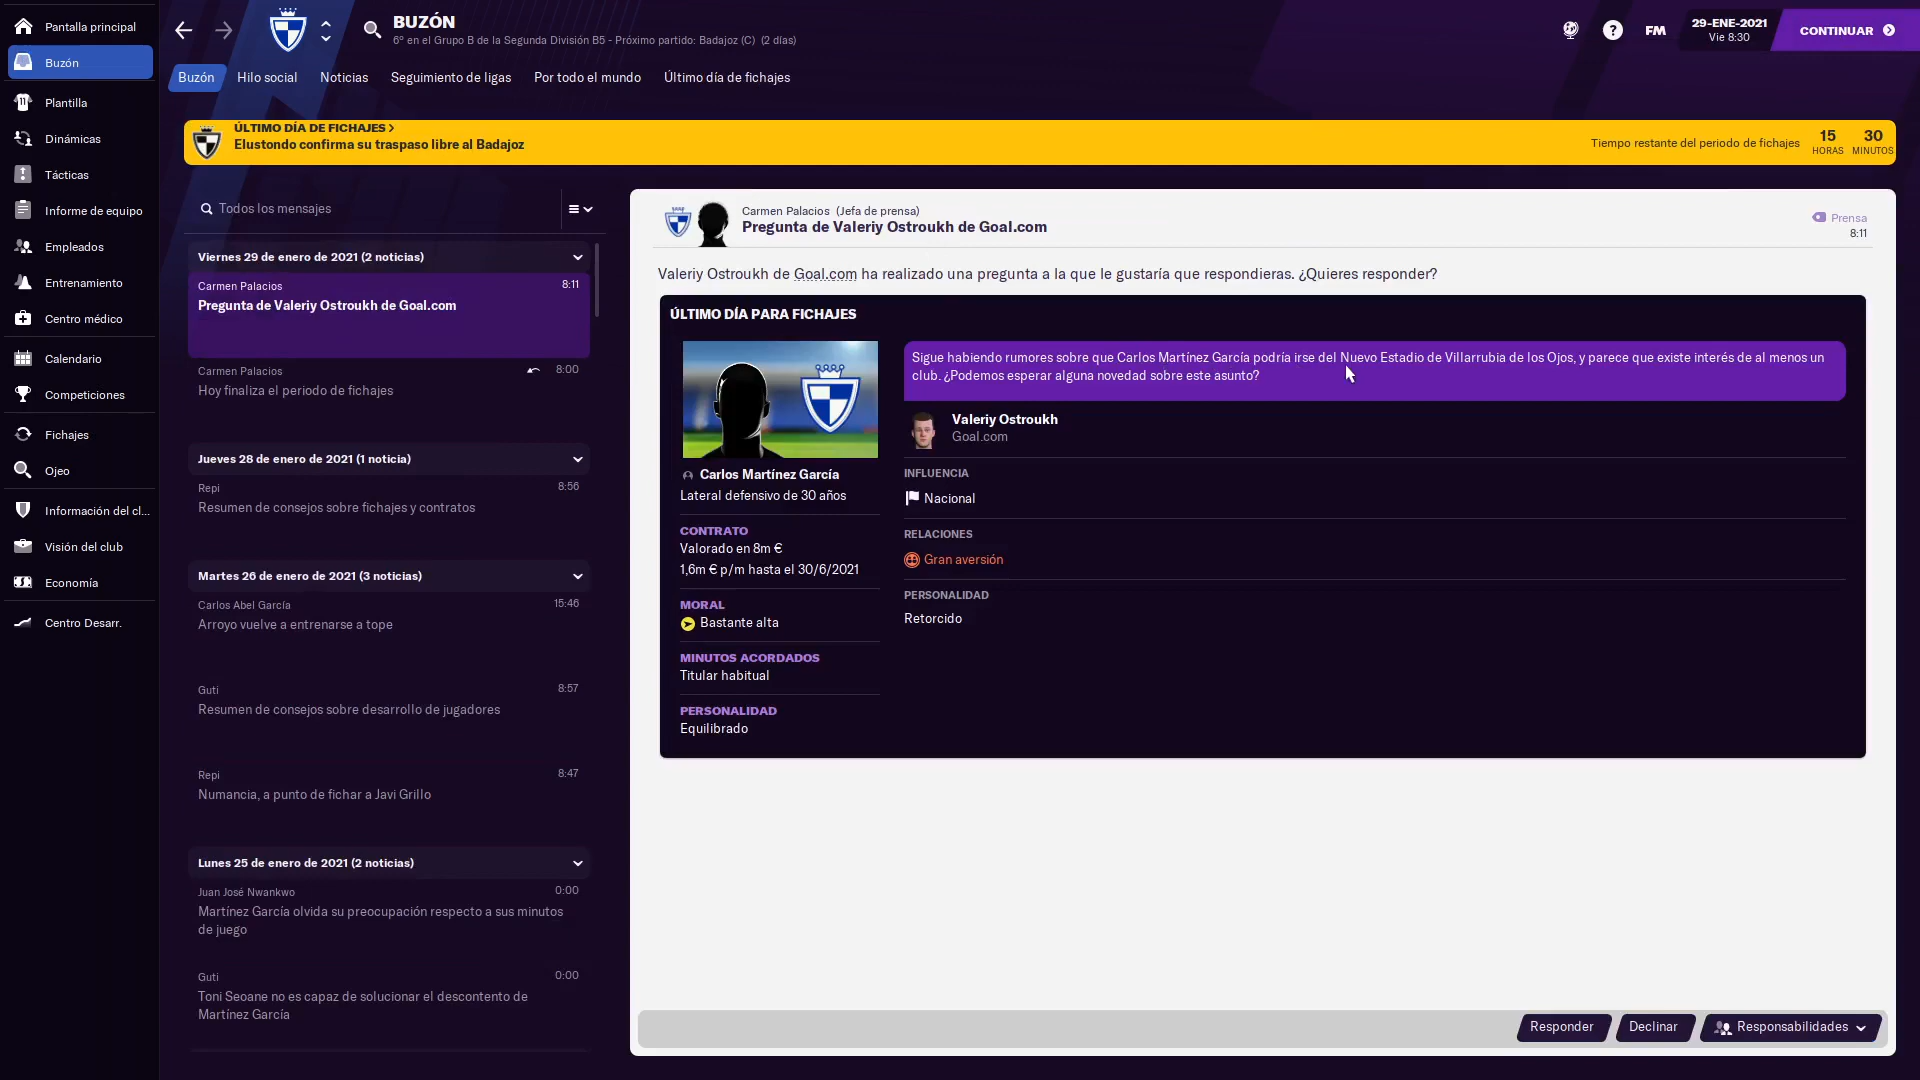 Pantalla principal
Buzón
Plantilla
Dinámicas
Tácticas
Informe de equipo
Empleados
Entrenamiento
Centro médico
Calendario
Competiciones
Fichajes
Ojeo
Información del cl...
Visión del club
Economía
Centro Desarr.
BUZÓN
6º en el Grupo B de la Segunda División B5 - Próximo partido: Badajoz (C) (2 días)
FM
29-ENE-2021
Vie 8:30
CONTINUAR
Buzón
Hilo social
Noticias
Seguimiento de ligas
Por todo el mundo
Último día de fichajes
ÚLTIMO DÍA DE FICHAJES >
Elustondo confirma su traspaso libre al Badajoz
Tiempo restante del periodo de fichajes
15
HORAS
30
MINUTOS
Todos los mensajes
Viernes 29 de enero de 2021 (2 noticias)
Carmen Palacios
8:11
Pregunta de Valeriy Ostroukh de Goal.com
Carmen Palacios
8:00
Hoy finaliza el periodo de fichajes
Jueves 28 de enero de 2021 (1 noticia)
Repi
8:56
Resumen de consejos sobre fichajes y contratos
Martes 26 de enero de 2021 (3 noticias)
Carlos Abel García
15:46
Arroyo vuelve a entrenarse a tope
Guti
8:57
Resumen de consejos sobre desarrollo de jugadores
Repi
8:47
Numancia, a punto de fichar a Javi Grillo
Lunes 25 de enero de 2021 (2 noticias)
Juan José Nwankwo
0:00
Martínez García olvida su preocupación respecto a sus minutos
de juego
Guti
0:00
Toni Seoane no es capaz de solucionar el descontento de
Martínez García
Carmen Palacios (Jefa de prensa)
Pregunta de Valeriy Ostroukh de Goal.com
Prensa
8:11
Valeriy Ostroukh de Goal.com ha realizado una pregunta a la que le gustaría que respondieras. ¿Quieres responder?
ÚLTIMO DÍA PARA FICHAJES
Carlos Martínez García
Lateral defensivo de 30 años
CONTRATO
Valorado en 8m €
1,6m € p/m hasta el 30/6/2021
MORAL
Bastante alta
MINUTOS ACORDADOS
Titular habitual
PERSONALIDAD
Equilibrado
Sigue habiendo rumores sobre que Carlos Martínez García podría irse del Nuevo Estadio de Villarrubia de los Ojos, y parece que existe interés de al menos un
club. ¿Podemos esperar alguna novedad sobre este asunto?
Valeriy Ostroukh
Goal.com
INFLUENCIA
Nacional
RELACIONES
Gran aversión
PERSONALIDAD
Retorcido
Responder
Declinar
Responsabilidades